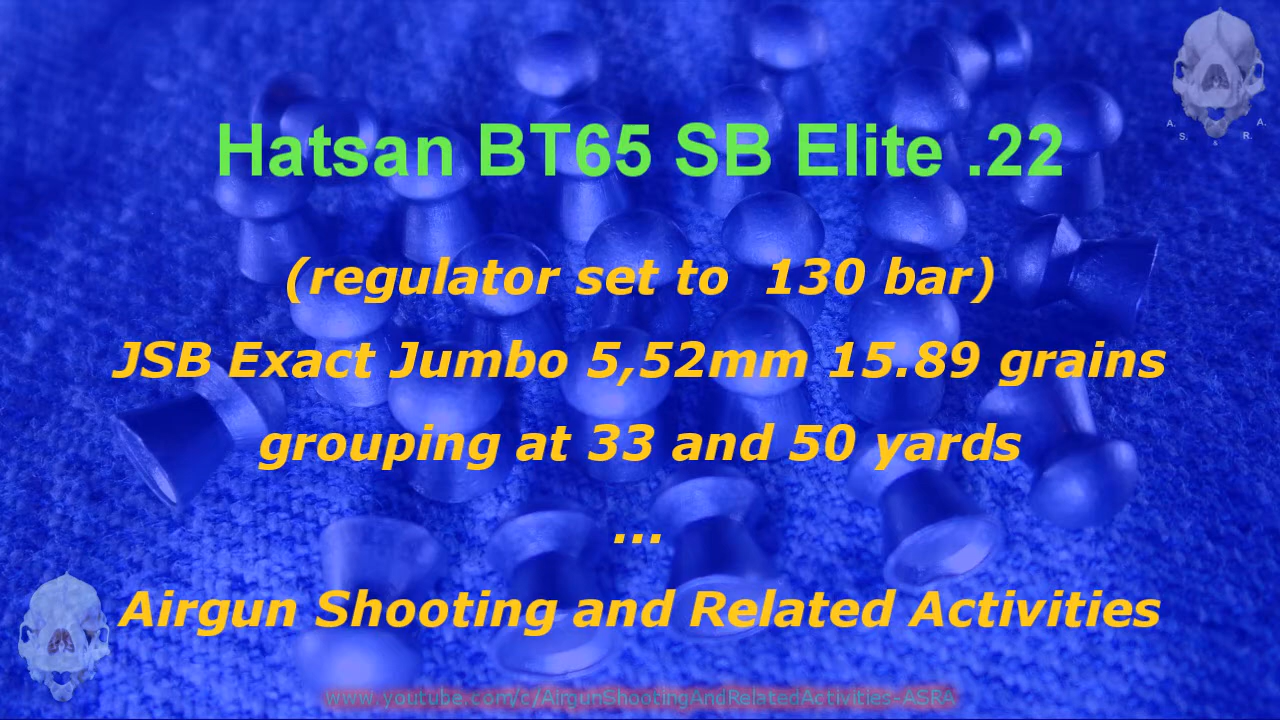 Hatsan BT65 SB Elite .22
A. A.
S. R.
&
(regulator set to 130 bar)
JSB Exact Jumbo 5,52mm 15.89 grains
grouping at 33 and 50 yards
...
Airgun Shooting and Related Activities
www.youtube.com/c/AirgunShootingAndRelatedActivities-ASRA